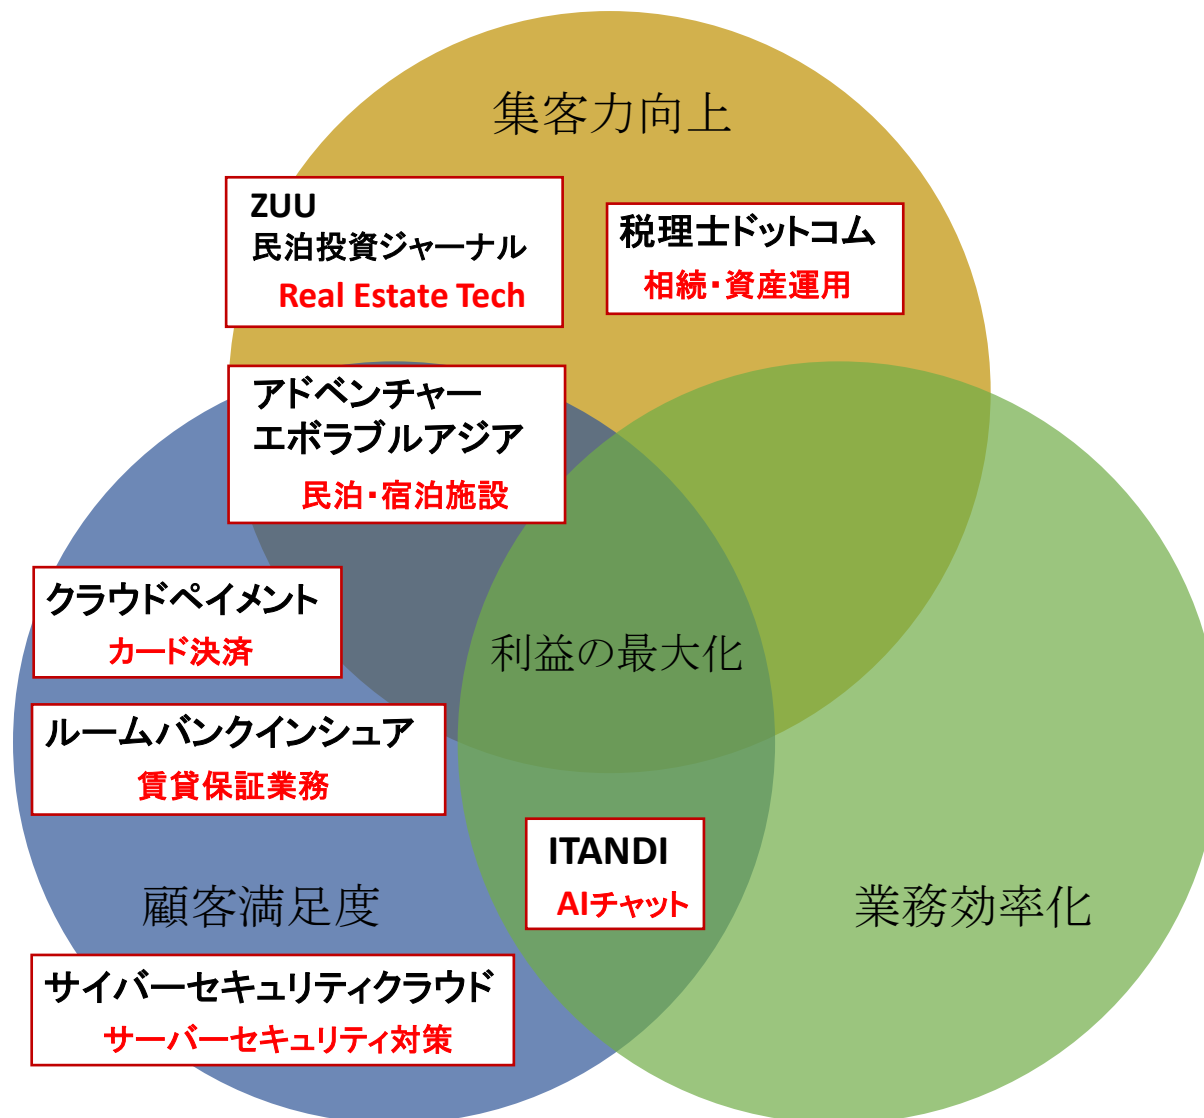 集客力向上
ZUU
民泊投資ジャーナル
Real Estate Tech
税理士ドットコム
相続・資産運用
アドベンチャー
エボラブルアジア
民泊・宿泊施設
クラウドペイメント
カード決済
利益の最大化
ルームバンクインシュア
賃貸保証業務
ITANDI
AIチャット
顧客満足度
業務効率化
サイバーセキュリティクラウド
サーバーセキュリティ対策